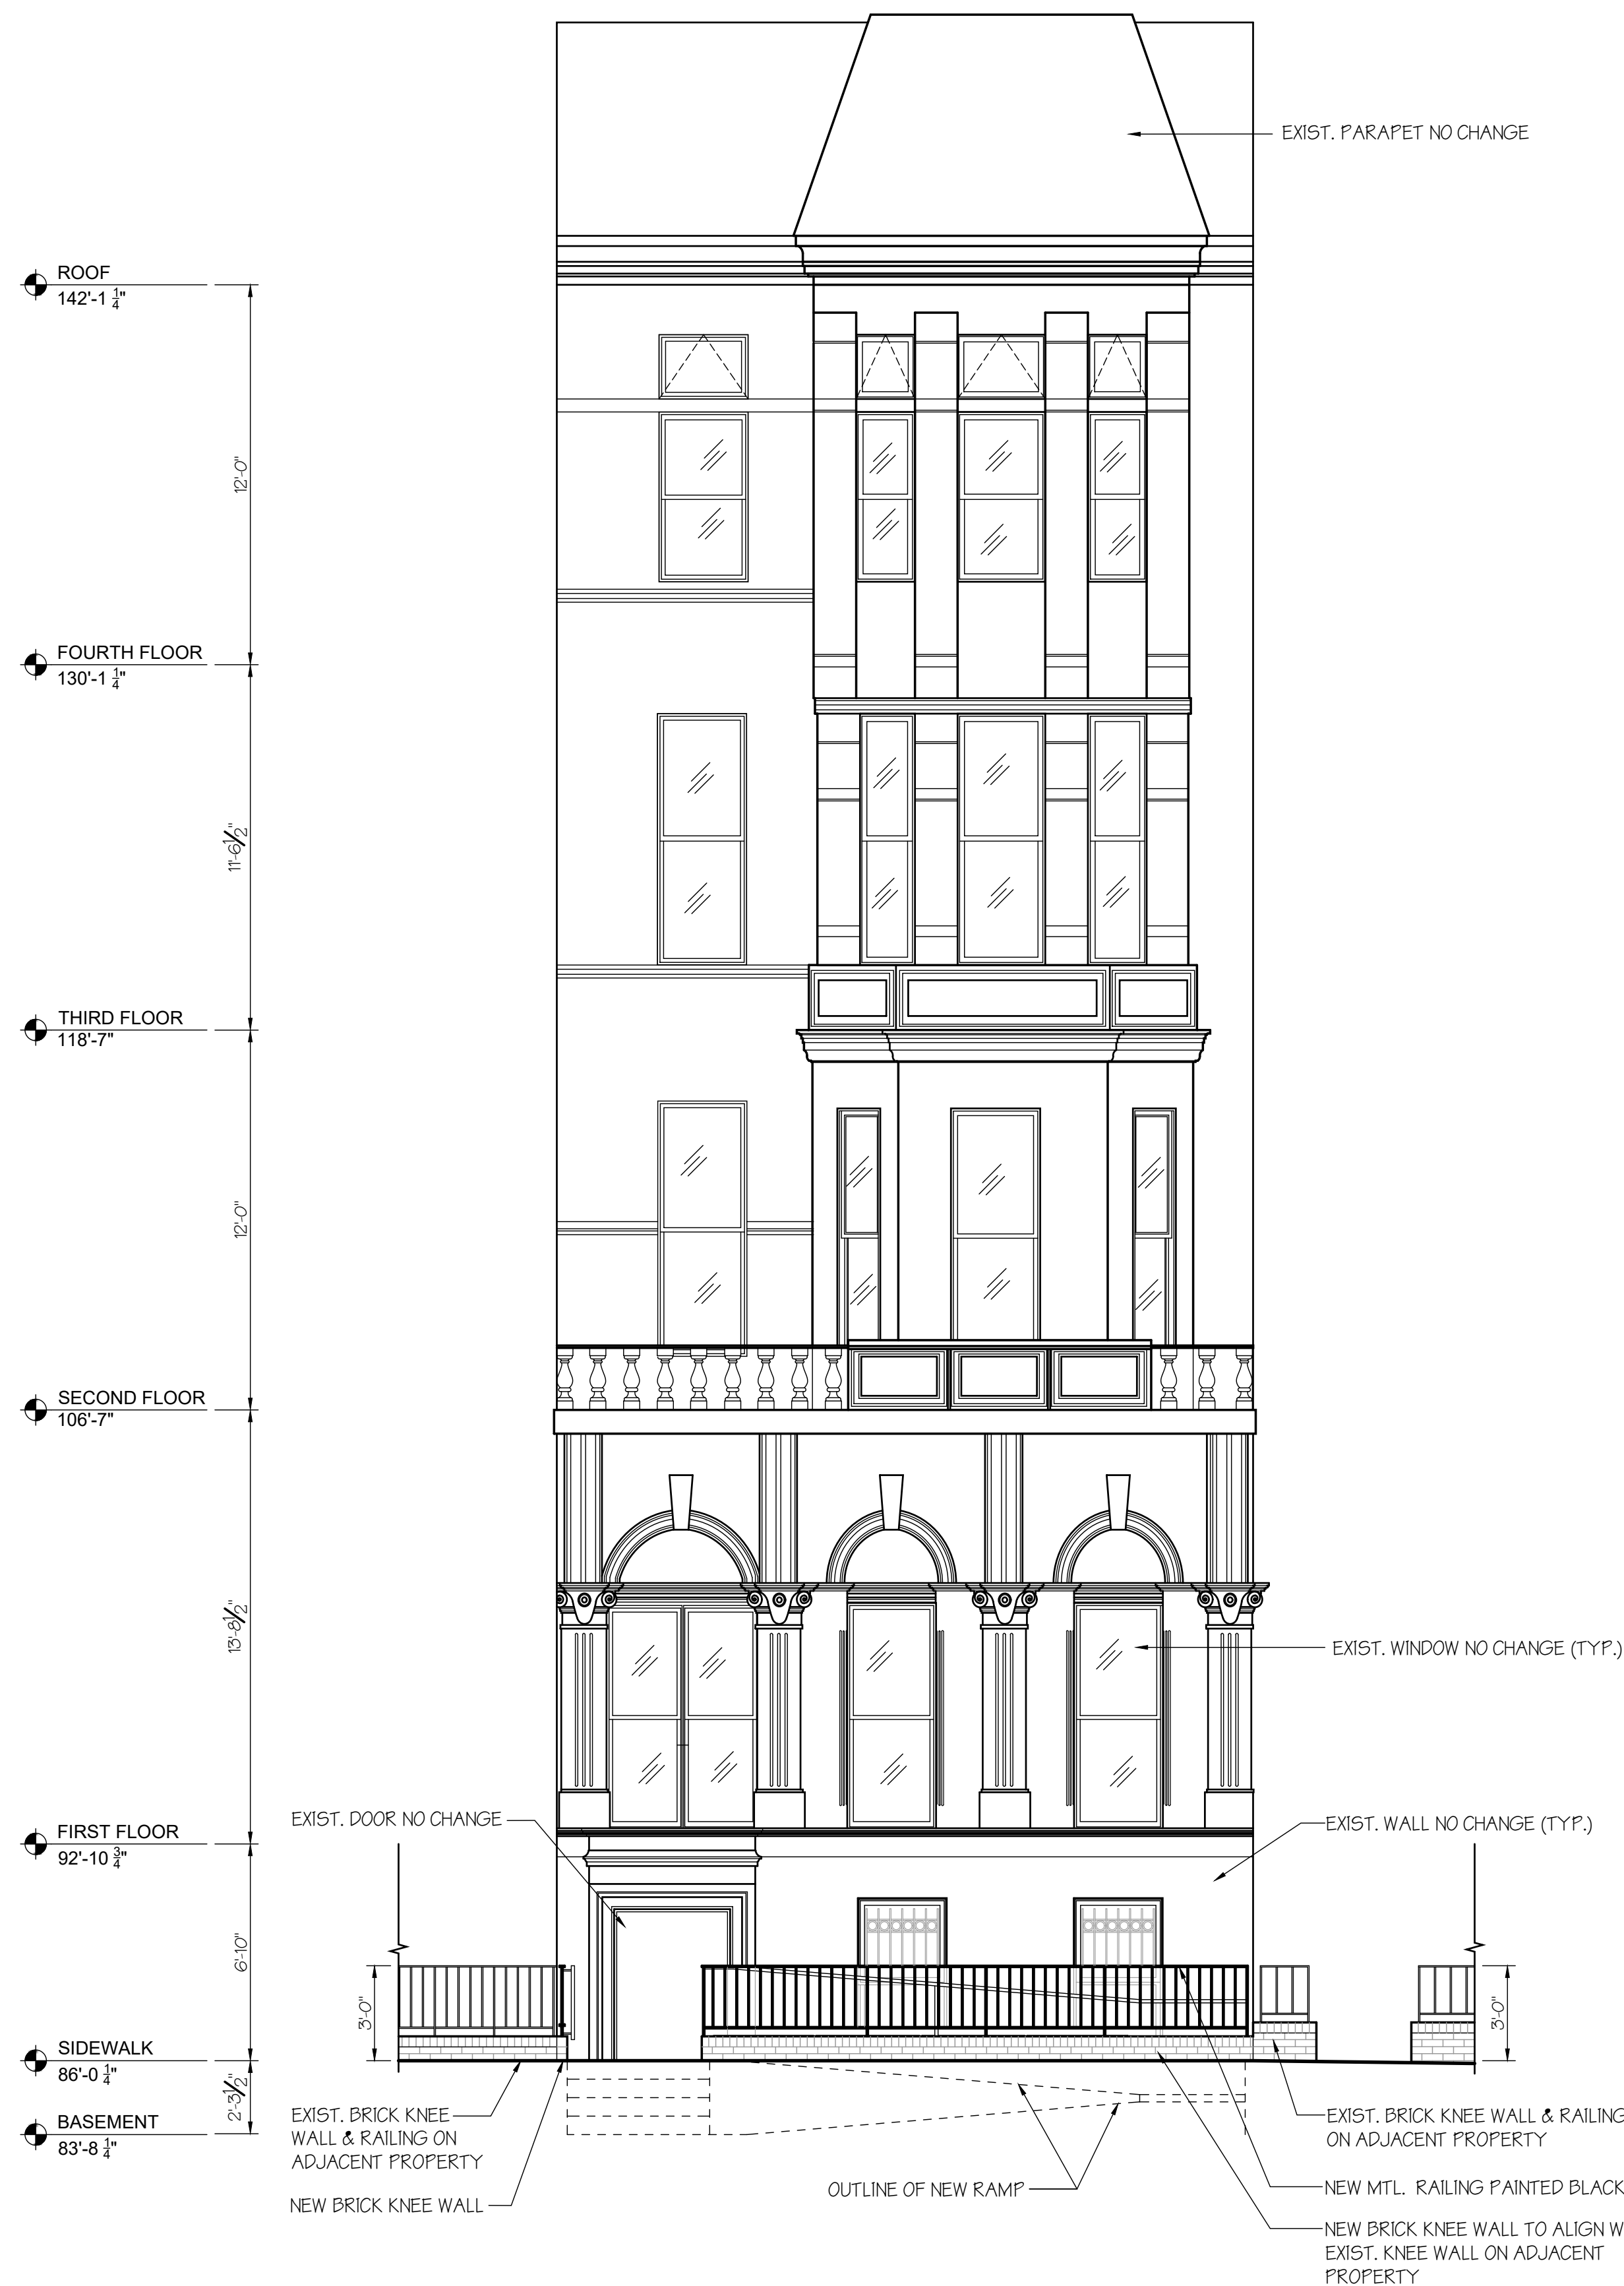 EXIST. PARAPET NO CHANGE
ROOF
142'-1 1/4"
12'-0"
FOURTH FLOOR
130'-1 1/4"
11'-6 1/2"
THIRD FLOOR
118'-7"
12'-0"
SECOND FLOOR
106'-7"
13'-8 1/2"
EXIST. WINDOW NO CHANGE (TYP.)
EXIST. DOOR NO CHANGE
EXIST. WALL NO CHANGE (TYP.)
FIRST FLOOR
92'-10 3/4"
6'-10"
3'-0"
3'-0"
SIDEWALK
86'-0 1/4"
2'-3 1/2"
BASEMENT
83'-8 1/4"
EXIST. BRICK KNEE
WALL & RAILING ON
ADJACENT PROPERTY
NEW BRICK KNEE WALL
OUTLINE OF NEW RAMP
EXIST. BRICK KNEE WALL & RAILING
ON ADJACENT PROPERTY
NEW MTL. RAILING PAINTED BLACK
NEW BRICK KNEE WALL TO ALIGN W
EXIST. KNEE WALL ON ADJACENT
PROPERTY